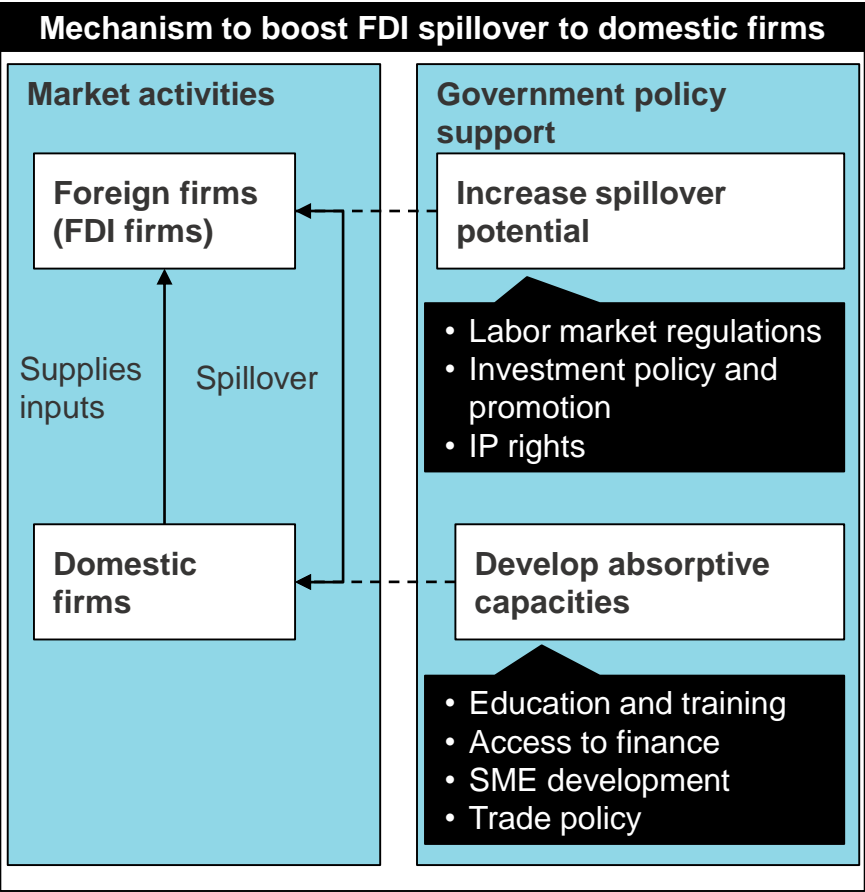 Mechanism to boost FDI spillover to domestic firms
Market activities
Foreign firms
(FDI firms)
Supplies
inputs
Spillover
Domestic
firms
Government policy
support
Increase spillover
potential
• Labor market regulations
• Investment policy and
promotion
• IP rights
Develop absorptive
capacities
• Education and training
• Access to finance
• SME development
• Trade policy